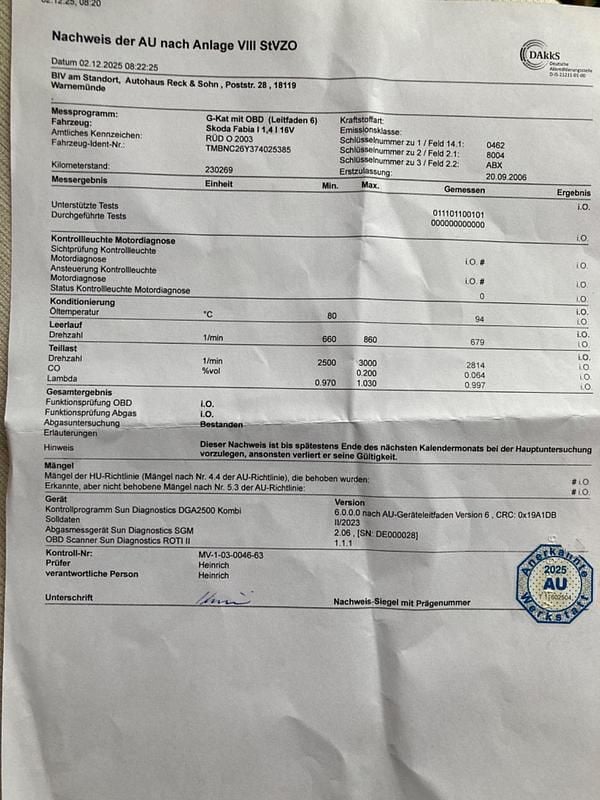 02.12.25, 08:20
Nachweis der AU nach Anlage VIII StVZO
DAkkS
Deutsche
Akkreditierungsstelle
D-IS-21211-01-00
Datum 02.12.2025 08:22:25
BIV am Standort, Autohaus Reck & Sohn , Poststr. 28 , 18119
Warnemünde
Messprogramm: G-Kat mit OBD (Leitfaden 6) Kraftstoffart:
Fahrzeug: Skoda Fabia I 1,4 I 16V Emissionsklasse:
Amtliches Kennzeichen: RÜD O 2003 Schlüsselnummer zu 1 / Feld 14.1: 0462
Fahrzeug-Ident-Nr.: TMBNC26Y374025385 Schlüsselnummer zu 2 / Feld 2.1: 8004
Schlüsselnummer zu 3 / Feld 2.2: ABX
Kilometerstand: 230269 Erstzulassung: 20.09.2006
Messergebnis Einheit Min. Max. Gemessen Ergebnis
Unterstützte Tests 011101100101 i.O.
Durchgeführte Tests 000000000000
Kontrollleuchte Motordiagnose i.O.
Sichtprüfung Kontrollleuchte
Motordiagnose i.O. # i.O.
Ansteuerung Kontrollleuchte
Motordiagnose i.O. # i.O.
Status Kontrollleuchte Motordiagnose 0 i.O.
Konditionierung i.O.
Öltemperatur °C 80 94 i.O.
Leerlauf i.O.
Drehzahl 1/min 660 860 679 i.O.
Teillast i.O.
Drehzahl 1/min 2500 3000 2814 i.O.
CO %vol 0.200 0.064 i.O.
Lambda 0.970 1.030 0.997 i.O.
Gesamtergebnis
Funktionsprüfung OBD i.O.
Funktionsprüfung Abgas i.O.
Abgasuntersuchung Bestanden
Erläuterungen
Hinweis Dieser Nachweis ist bis spätestens Ende des nächsten Kalendermonats bei der Hauptuntersuchung
vorzulegen, ansonsten verliert er seine Gültigkeit.
Mängel
Mängel der HU-Richtlinie (Mängel nach Nr. 4.4 der AU-Richtlinie), die behoben wurden: # i.O.
Erkannte, aber nicht behobene Mängel nach Nr. 5.3 der AU-Richtlinie: # i.O.
Gerät Version
Kontrollprogramm Sun Diagnostics DGA2500 Kombi 6.0.0.0 nach AU-Geräteleitfaden Version 6 , CRC: 0x19A1DB
Solldaten II/2023
Abgasmessgerät Sun Diagnostics SGM 2.06 , [SN: DE000028]
OBD Scanner Sun Diagnostics ROTI II 1.1.1
Kontroll-Nr: MV-1-03-0046-63
Prüfer Heinrich
verantwortliche Person Heinrich
Unterschrift Nachweis-Siegel mit Prägenummer
Anerkannte
2025
AU
Werkstatt